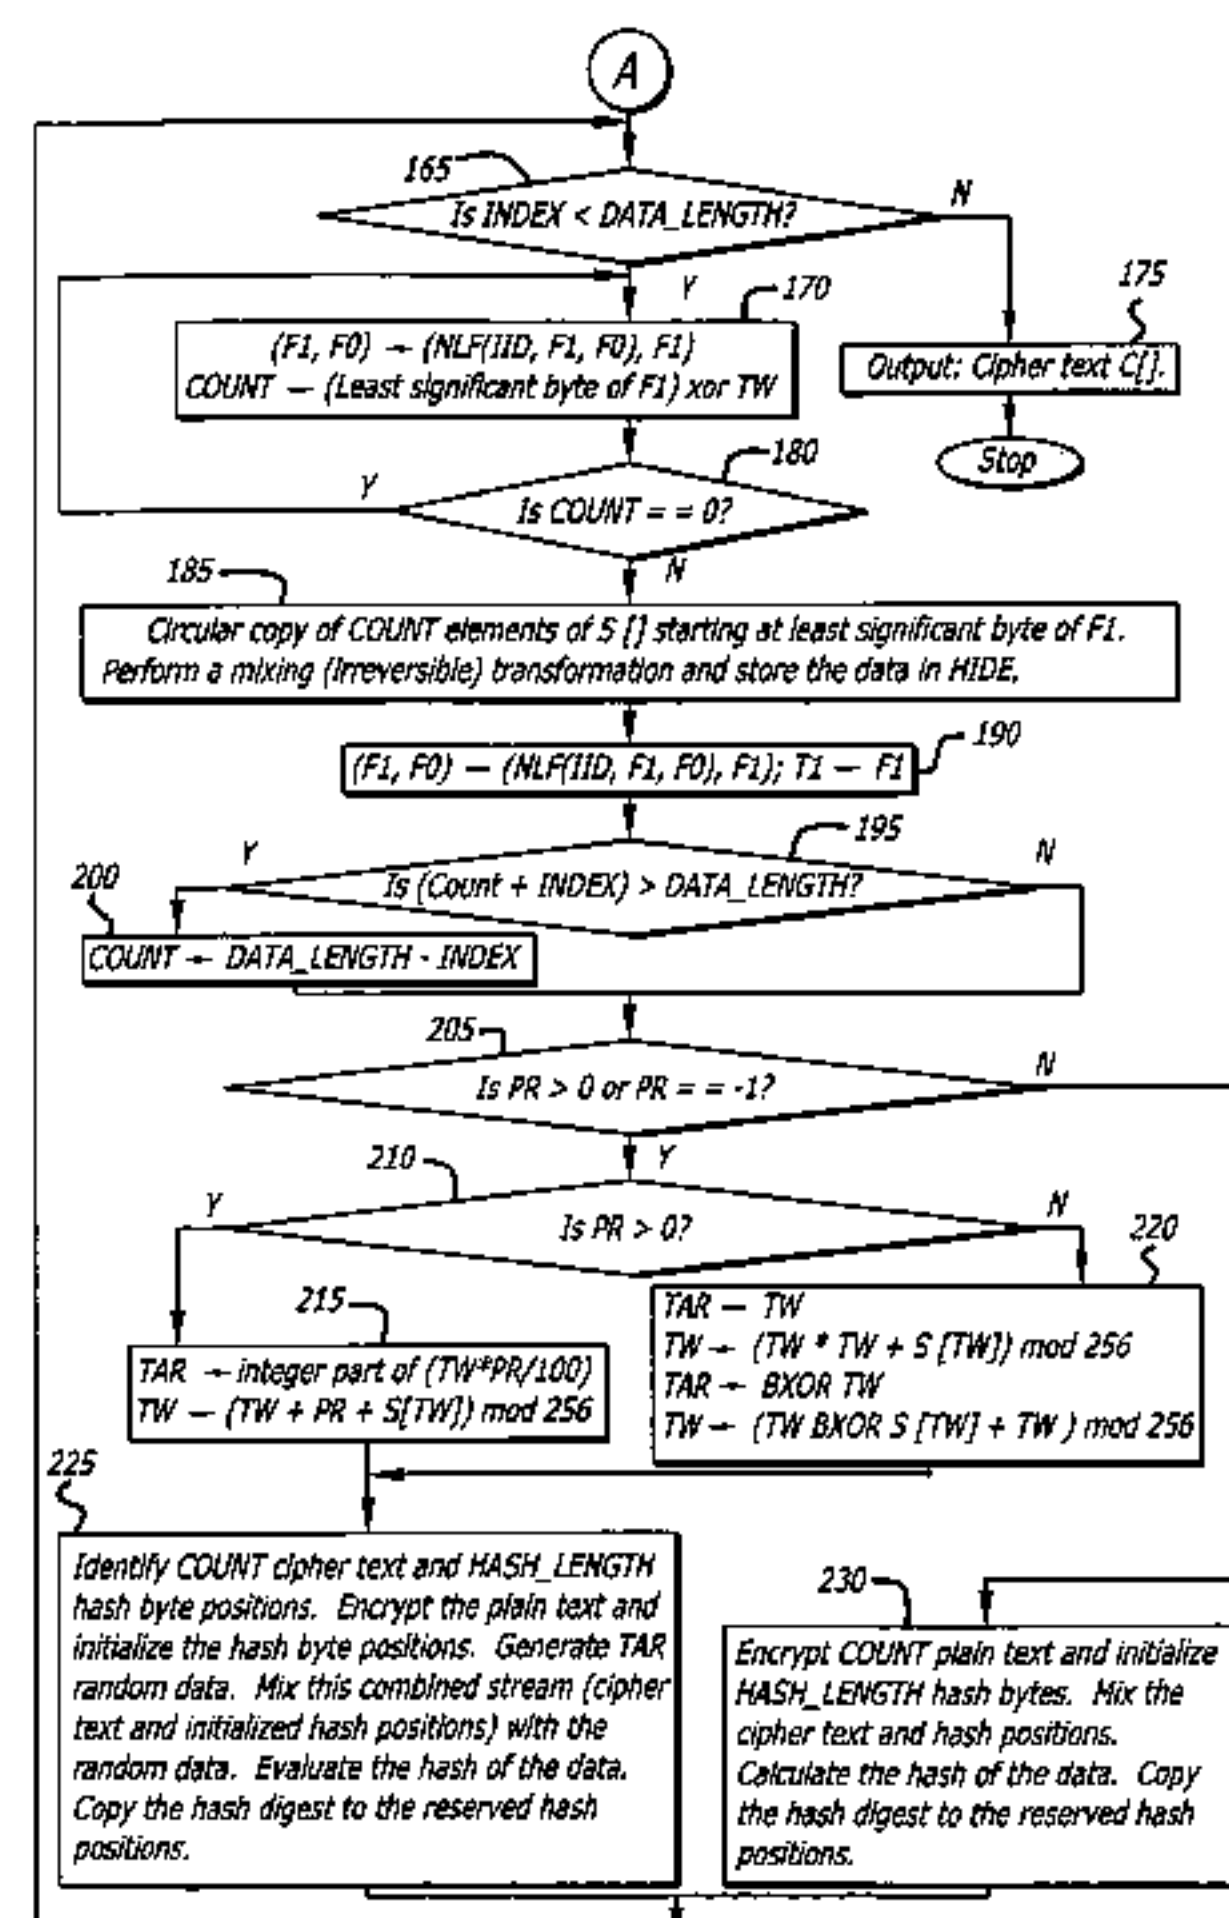 A
165
Is INDEX < DATA_LENGTH?
N
Y
170
175
(F1, F0) ← (NLF(IID, F1, F0), F1)
COUNT ← (Least significant byte of F1) xor TW
Output: Cipher text C[].
Stop
180
Y
Is COUNT = = 0?
N
185
Circular copy of COUNT elements of S [] starting at least significant byte of F1.
Perform a mixing (irreversible) transformation and store the data in HIDE.
190
(F1, F0) ← (NLF(IID, F1, F0), F1); T1 ← F1
195
Y
N
Is (Count + INDEX) > DATA_LENGTH?
200
COUNT ← DATA_LENGTH - INDEX
205
N
Is PR > 0 or PR = = -1?
Y
210
Y
N
Is PR > 0?
220
215
TAR ← integer part of (TW*PR/100)
TW ← (TW + PR + S[TW]) mod 256
TAR ← TW
TW ← (TW * TW + S [TW]) mod 256
TAR ← BXOR TW
TW ← (TW BXOR S [TW] + TW ) mod 256
225
Identify COUNT cipher text and HASH_LENGTH
hash byte positions. Encrypt the plain text and
initialize the hash byte positions. Generate TAR
random data. Mix this combined stream (cipher
text and initialized hash positions) with the
random data. Evaluate the hash of the data.
Copy the hash digest to the reserved hash
positions.
230
Encrypt COUNT plain text and initialize
HASH_LENGTH hash bytes. Mix the
cipher text and hash positions.
Calculate the hash of the data. Copy
the hash digest to the reserved hash
positions.